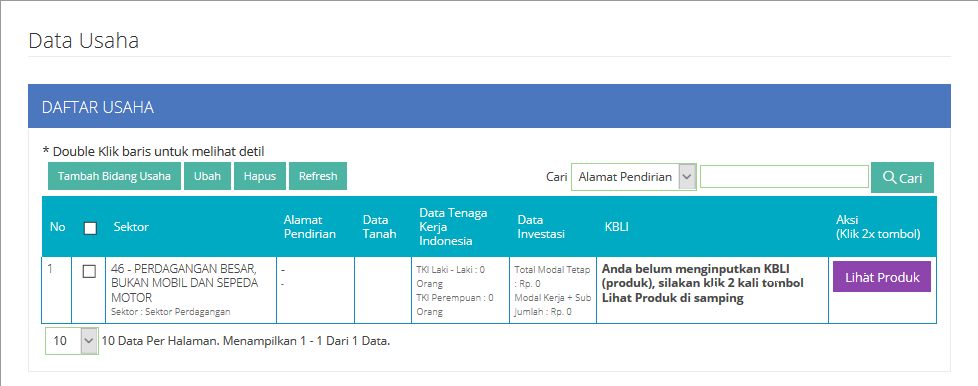 Data Usaha
DAFTAR USAHA
* Double Klik baris untuk melihat detil
Tambah Bidang Usaha Ubah Hapus Refresh Cari Alamat Pendirian Cari
No Sektor Alamat Pendirian Data Tanah Data Tenaga Kerja Indonesia Data Investasi KBLI Aksi (Klik 2x tombol)
1
46 - PERDAGANGAN BESAR,
BUKAN MOBIL DAN SEPEDA
MOTOR
Sektor : Sektor Perdagangan
-
-
TKI Laki - Laki : 0
Orang
TKI Perempuan : 0
Orang
Total Modal Tetap
: Rp. 0
Modal Kerja + Sub
Jumlah : Rp. 0
Anda belum menginputkan KBLI
(produk), silakan klik 2 kali tombol
Lihat Produk di samping
Lihat Produk
10 10 Data Per Halaman. Menampilkan 1 - 1 Dari 1 Data.